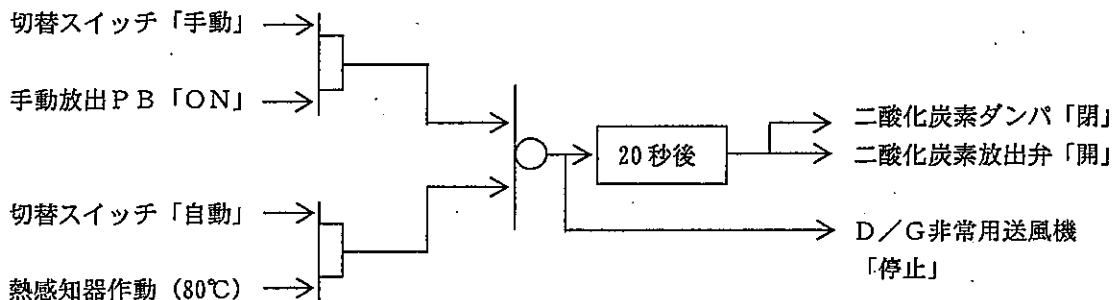 切替スイッチ「手動」
手動放出PB「ON」
切替スイッチ「自動」
熱感知器作動(80℃)
20秒後
二酸化炭素ダンパ「閉」
二酸化炭素放出弁「開」
D/G非常用送風機
「停止」